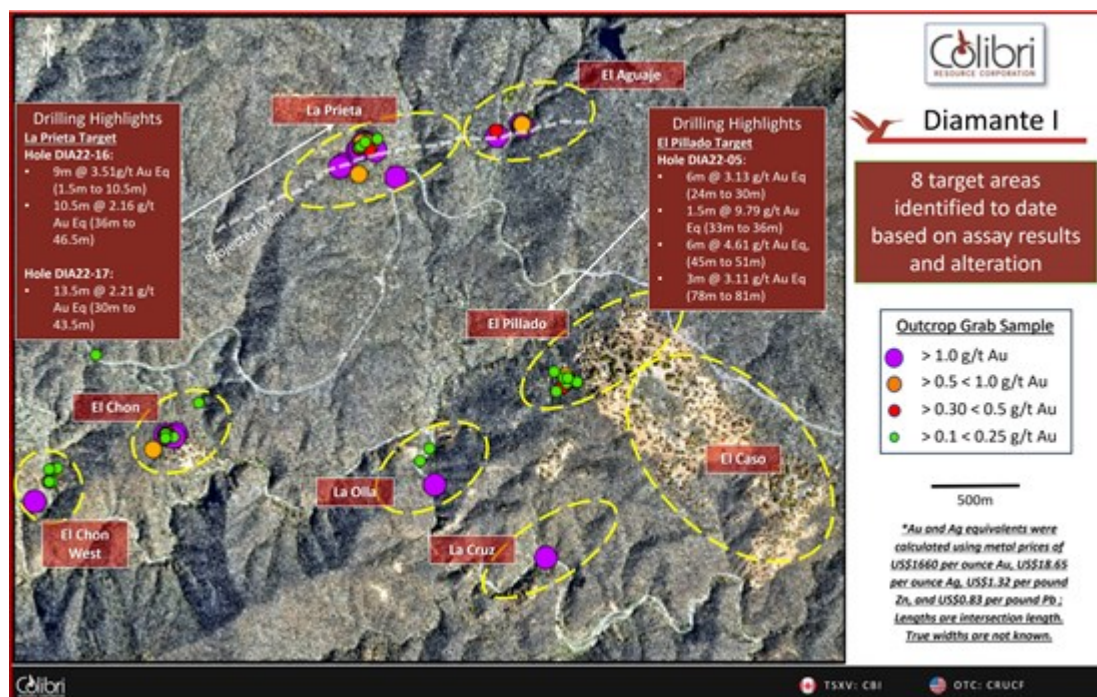 Colibri
RESOURCE CORPORATION
Diamante I
8 target areas
identified to date
based on assay results
and alteration
Outcrop Grab Sample
> 1.0 g/t Au
> 0.5 < 1.0 g/t Au
> 0.30 < 0.5 g/t Au
> 0.1 < 0.25 g/t Au
500m
*Au and Ag equivalents were
calculated using metal prices of
US$1660 per ounce Au, US$18.65
per ounce Ag, US$1.32 per pound
Zn, and US$0.83 per pound Pb ;
Lengths are intersection length.
True widths are not known.
El Aguaje
La Prieta
Drilling Highlights
La Prieta Target
Hole DIA22-16:
• 9m @ 3.51g/t Au Eq
(1.5m to 10.5m)
• 10.5m @ 2.16 g/t
Au Eq (36m to
46.5m)
Hole DIA22-17:
• 13.5m @ 2.21 g/t
Au Eq (30m to
43.5m)
Drilling Highlights
El Pillado Target
Hole DIA22-05:
• 6m @ 3.13 g/t Au Eq
(24m to 30m)
• 1.5m @ 9.79 g/t Au
Eq (33m to 36m)
• 6m @ 4.61 g/t Au Eq,
(45m to 51m)
• 3m @ 3.11 g/t Au Eq
(78m to 81m)
Projected Vein
El Pillado
El Chon
El Caso
La Olla
El Chon
West
La Cruz
Colibri
TSXV: CBI
OTC: CRUCF